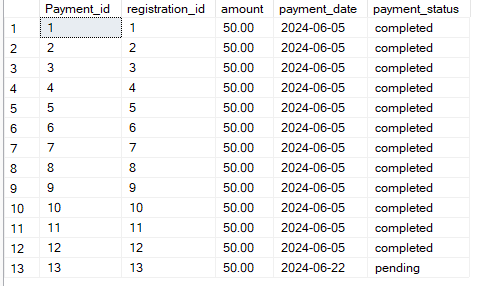 Payment_id registration_id amount payment_date payment_status
1 1 1 50.00 2024-06-05 completed
2 2 2 50.00 2024-06-05 completed
3 3 3 50.00 2024-06-05 completed
4 4 4 50.00 2024-06-05 completed
5 5 5 50.00 2024-06-05 completed
6 6 6 50.00 2024-06-05 completed
7 7 7 50.00 2024-06-05 completed
8 8 8 50.00 2024-06-05 completed
9 9 9 50.00 2024-06-05 completed
10 10 10 50.00 2024-06-05 completed
11 11 11 50.00 2024-06-05 completed
12 12 12 50.00 2024-06-05 completed
13 13 13 50.00 2024-06-22 pending